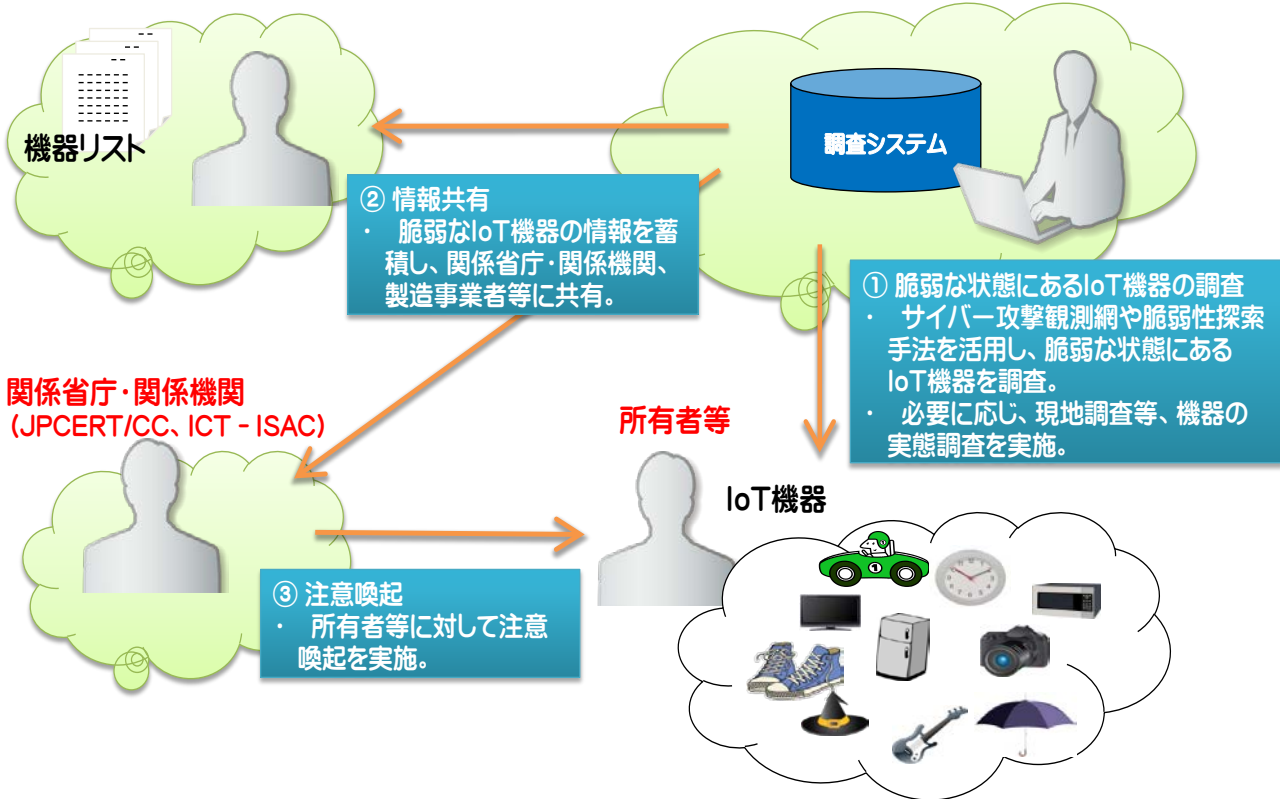 機器リスト
調査システム
② 情報共有
・ 脆弱なIoT機器の情報を蓄
積し、関係省庁・関係機関、
製造事業者等に共有。
① 脆弱な状態にあるIoT機器の調査
・ サイバー攻撃観測網や脆弱性探索
手法を活用し、脆弱な状態にある
IoT機器を調査。
・ 必要に応じ、現地調査等、機器の
実態調査を実施。
関係省庁・関係機関
(JPCERT/CC、ICT - ISAC)
所有者等
IoT機器
③ 注意喚起
・ 所有者等に対して注意
喚起を実施。
1